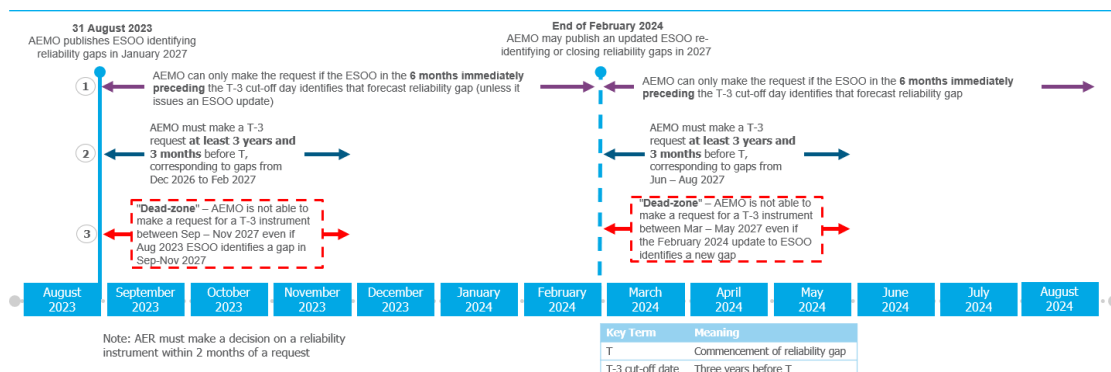 31 August 2023
AEMO publishes ESOO identifying
reliability gaps in January 2027
End of February 2024
AEMO may publish an updated ESOO re-
identifying or closing reliability gaps in 2027
1
AEMO can only make the request if the ESOO in the 6 months immediately
preceding the T-3 cut-off day identifies that forecast reliability gap (unless it
issues an ESOO update)
AEMO can only make the request if the ESOO in the 6 months immediately
preceding the T-3 cut-off day identifies that forecast reliability gap
2
AEMO must make a T-3
request at least 3 years and
3 months before T,
corresponding to gaps from
Dec 2026 to Feb 2027
AEMO must make a T-3
request at least 3 years and
3 months before T,
corresponding to gaps from
Jun – Aug 2027
3
"Dead-zone" – AEMO is not able to
make a request for a T-3 instrument
between Sep – Nov 2027 even if
Aug 2023 ESOO identifies a gap in
Sep-Nov 2027
"Dead-zone" – AEMO is not able to
make a request for a T-3 instrument
between Mar – May 2027 even if
the February 2024 update to ESOO
identifies a new gap
August
2023
September
2023
October
2023
November
2023
December
2023
January
2024
February
2024
March
2024
April
2024
May
2024
June
2024
July
2024
August
2024
Note: AER must make a decision on a reliability
instrument within 2 months of a request
Key Term Meaning
T Commencement of reliability gap
T-3 cut-off date Three years before T